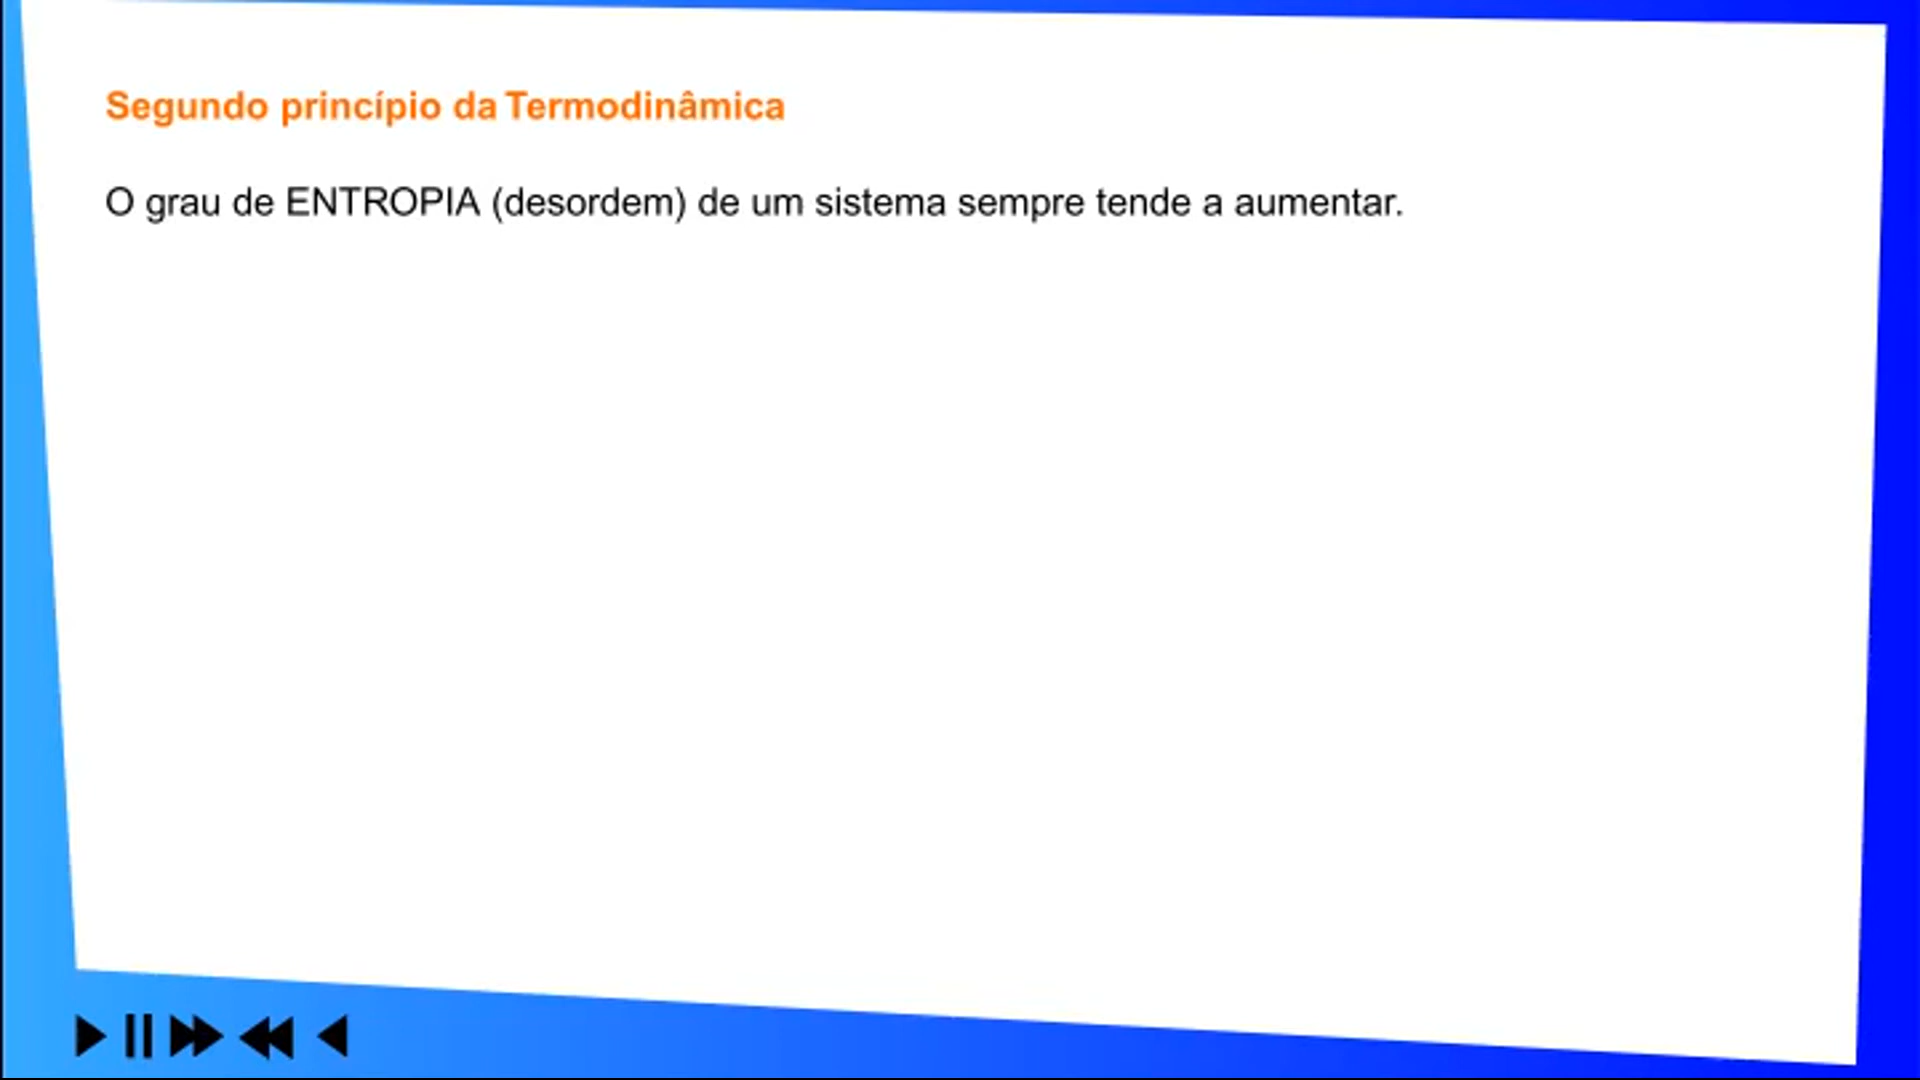 Segundo princípio da Termodinâmica
O grau de ENTROPIA (desordem) de um sistema sempre tende a aumentar.